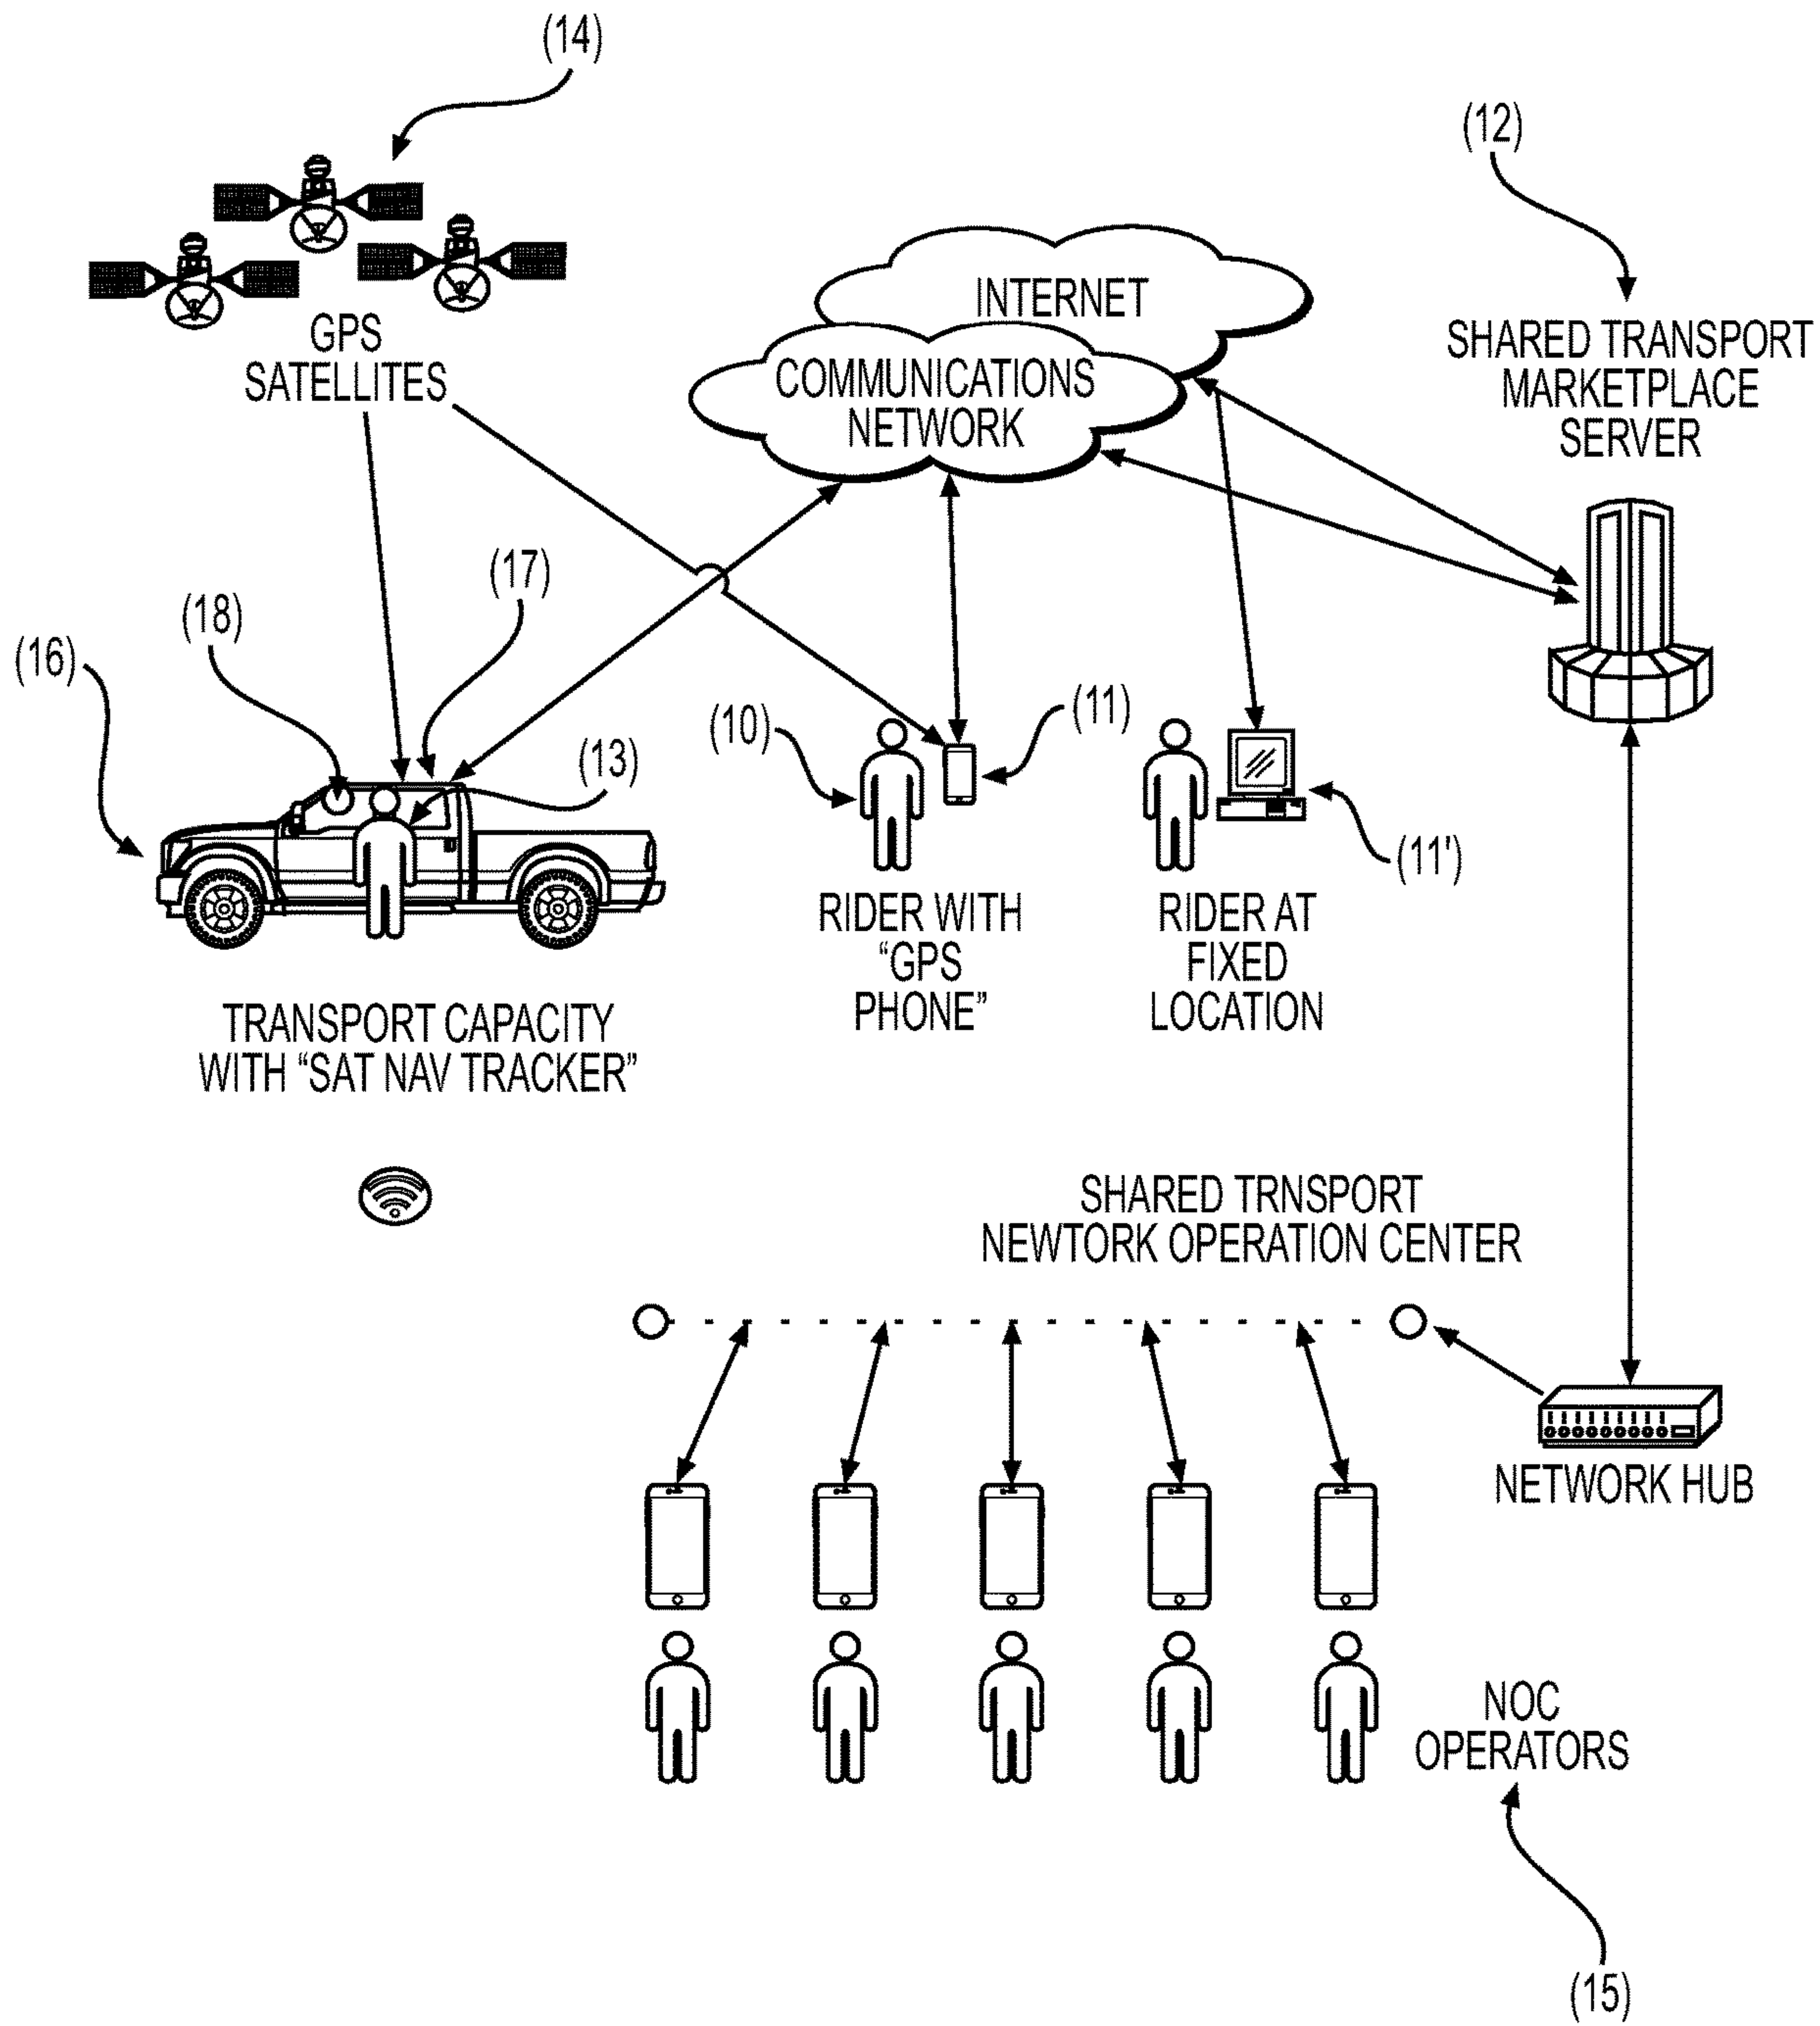 (14)
(12)
INTERNET
GPS
SATELLITES
SHARED TRANSPORT
MARKETPLACE
SERVER
COMMUNICATIONS
NETWORK
(17)
(18)
(16)
(10)
(11)
(13)
(11')
RIDER WITH
“GPS
PHONE”
RIDER AT
FIXED
LOCATION
TRANSPORT CAPACITY
WITH “SAT NAV TRACKER”
SHARED TRNSPORT
NEWTORK OPERATION CENTER
NETWORK HUB
NOC
OPERATORS
(15)